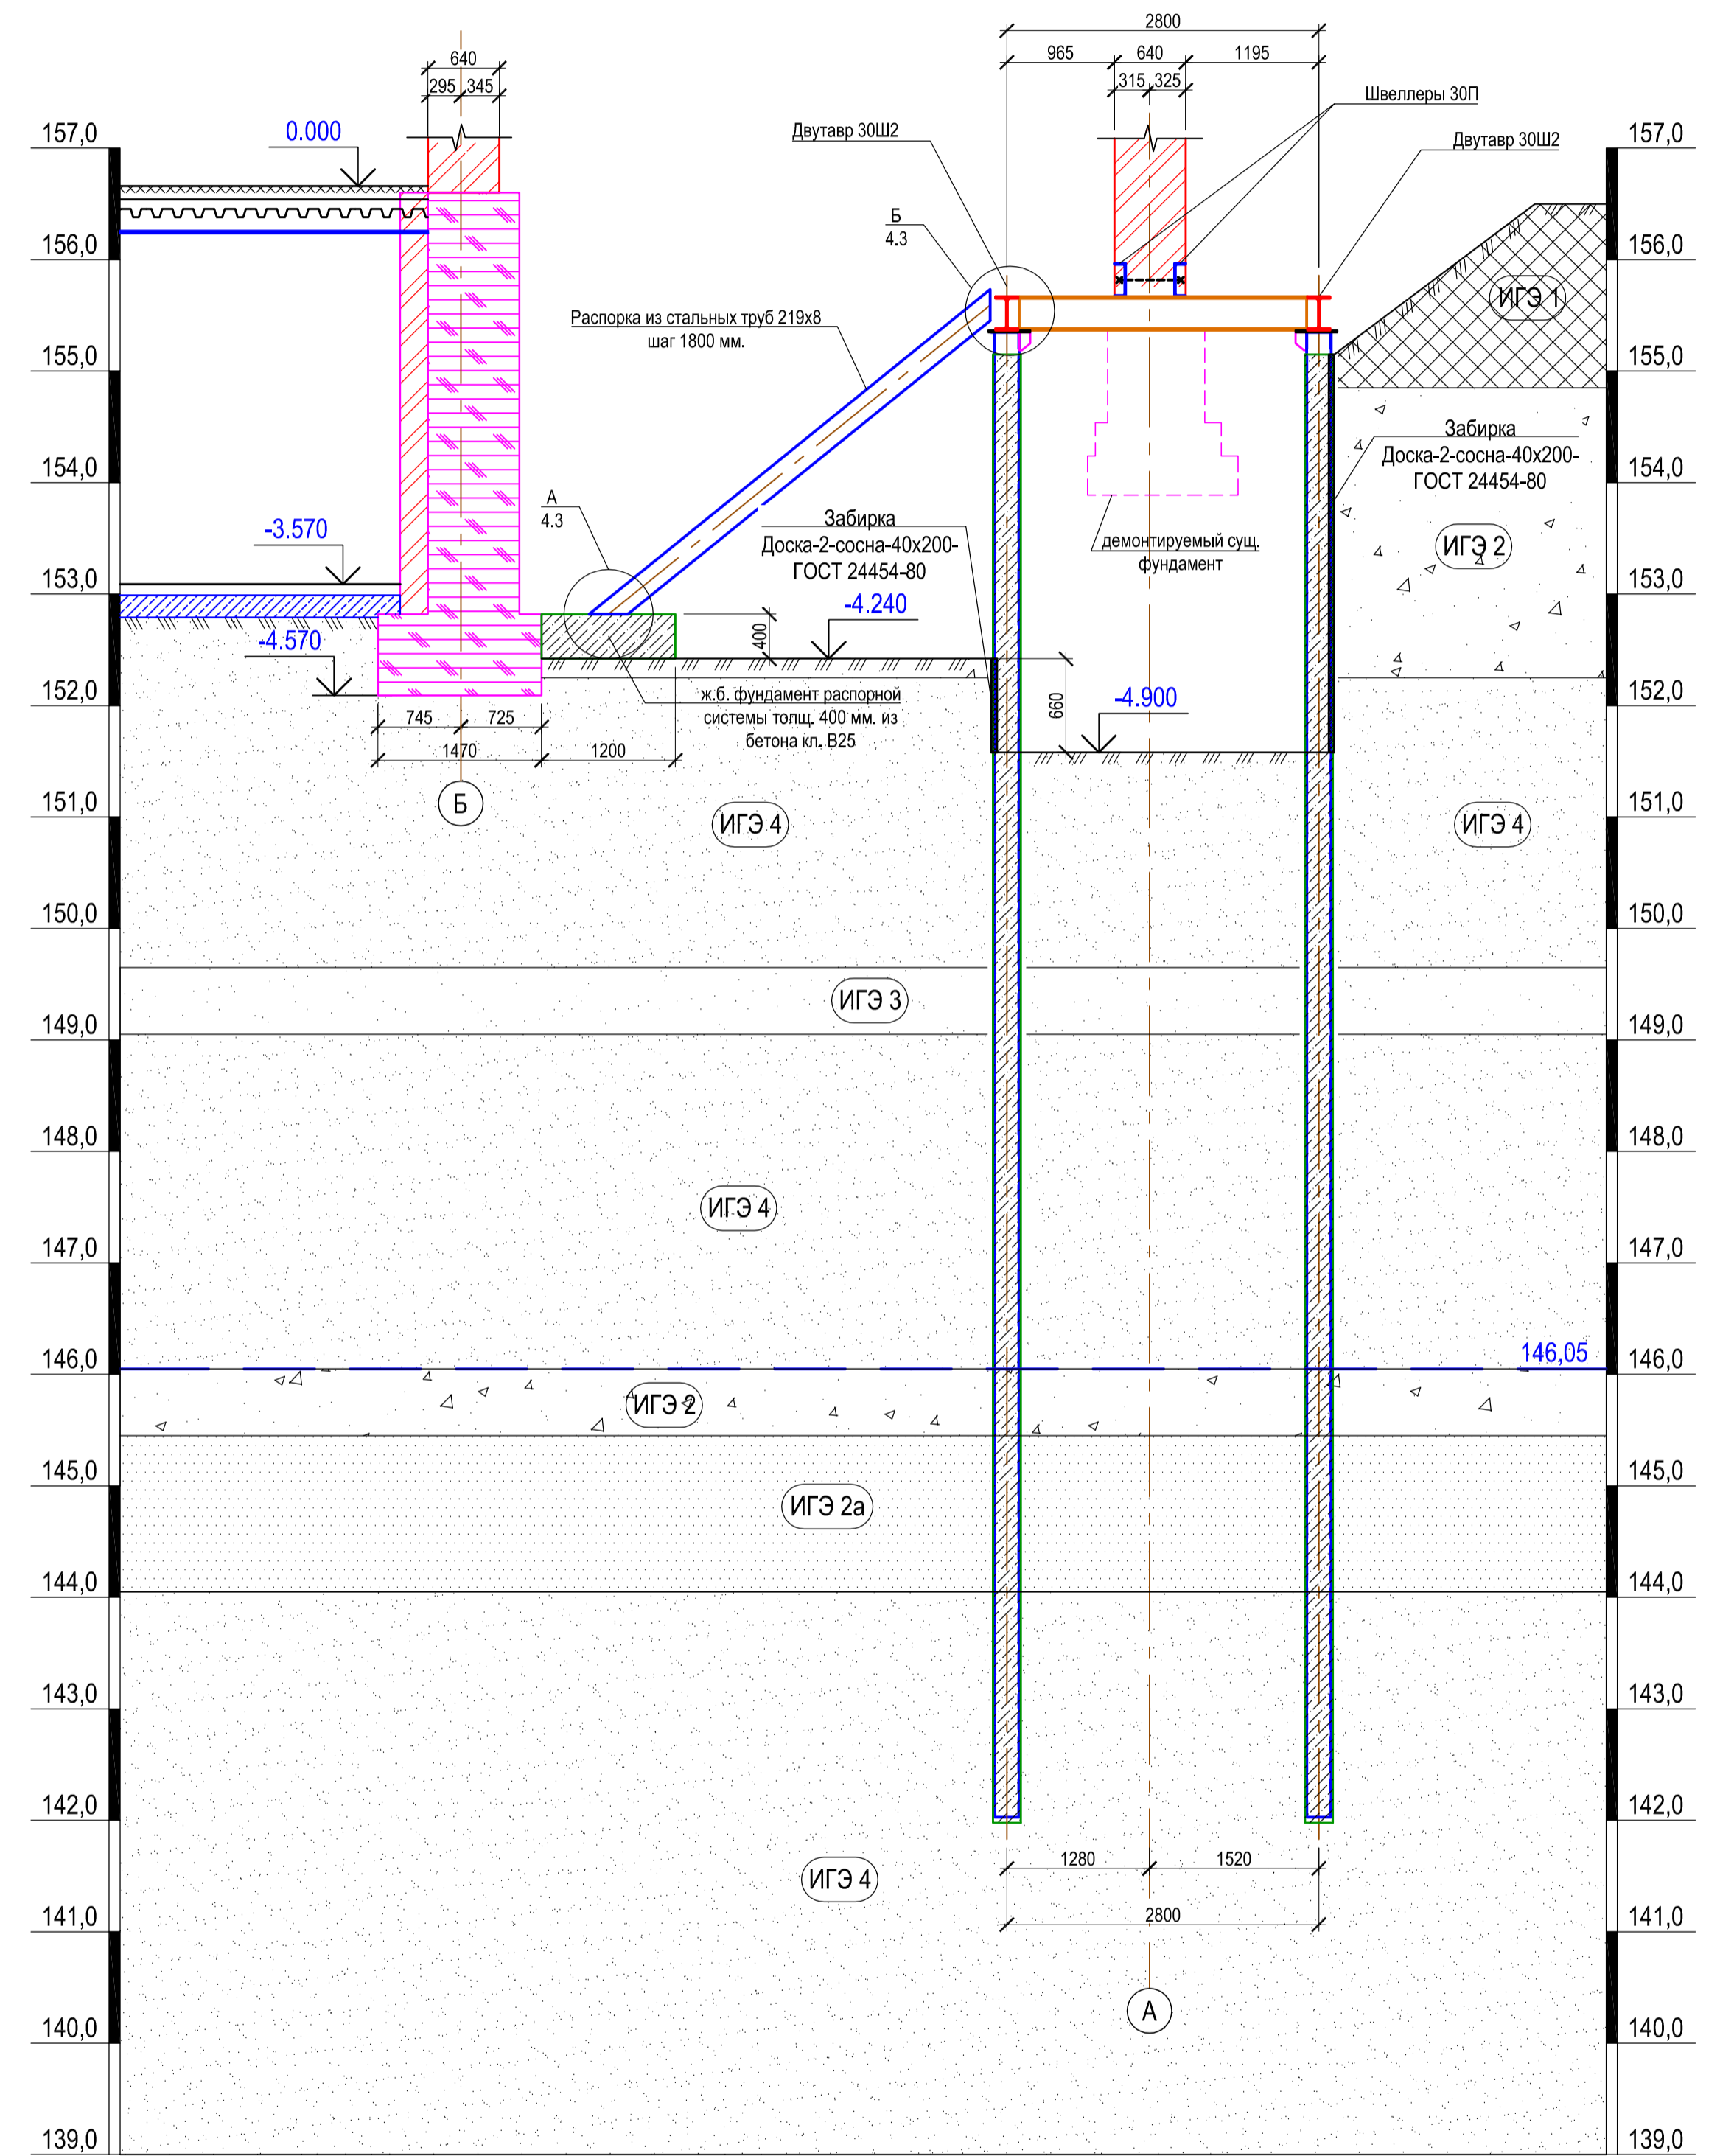 2800
640
965
640
1195
295
345
315
325
Швеллеры 30П
157,0
0.000
Двутавр 30Ш2
Двутавр 30Ш2
157,0
Б
4.3
156,0
156,0
ИГЭ 1
Распорка из стальных труб 219х8
шаг 1800 мм.
155,0
155,0
Забирка
Доска-2-сосна-40х200-
ГОСТ 24454-80
154,0
154,0
А
4.3
-3.570
Забирка
Доска-2-сосна-40х200-
ГОСТ 24454-80
демонтируемый сущ.
фундамент
ИГЭ 2
153,0
153,0
-4.240
-4.570
400
152,0
152,0
ж.б. фундамент распорной
системы толщ. 400 мм. из
бетона кл. В25
660
-4.900
745
725
1470
1200
Б
151,0
151,0
ИГЭ 4
ИГЭ 4
150,0
150,0
ИГЭ 3
149,0
149,0
148,0
148,0
ИГЭ 4
147,0
147,0
146,0
146,05
146,0
ИГЭ 2
145,0
145,0
ИГЭ 2а
144,0
144,0
143,0
143,0
142,0
142,0
1280
1520
ИГЭ 4
2800
141,0
141,0
А
140,0
140,0
139,0
139,0